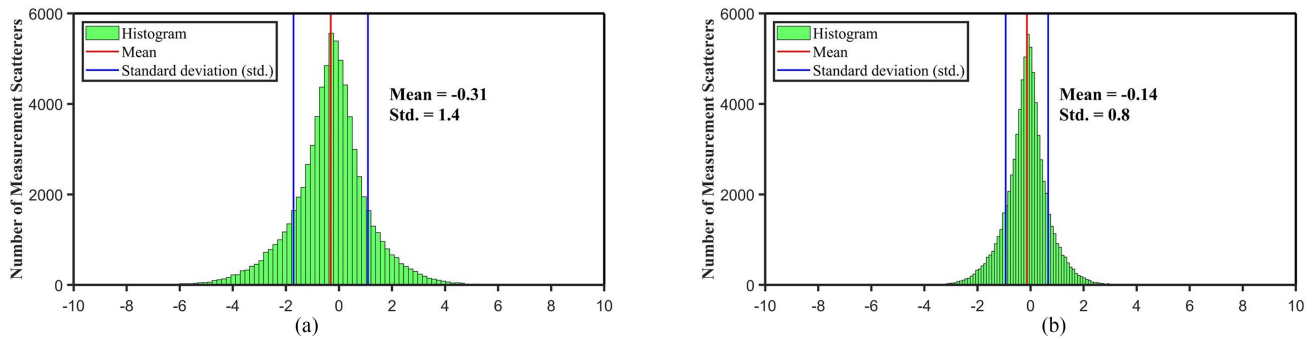 Number of Measurement Scatterers
6000
4000
2000
0
Histogram
Mean
Standard deviation (std.)
Mean = -0.31
Std. = 1.4
-10 -8 -6 -4 -2 0 2 4 6 8 10
(a)
Number of Measurement Scatterers
6000
4000
2000
0
Histogram
Mean
Standard deviation (std.)
Mean = -0.14
Std. = 0.8
-10 -8 -6 -4 -2 0 2 4 6 8 10
(b)